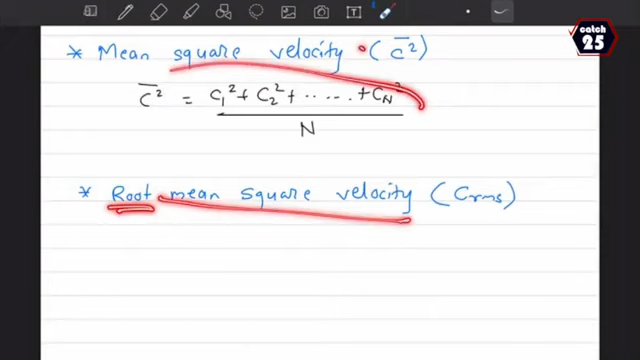 catch
25
* Mean square velocity (c̄²)
c̄² = C₁² + C₂² + ...... + C_N²
N
* Root mean square velocity (Crms)